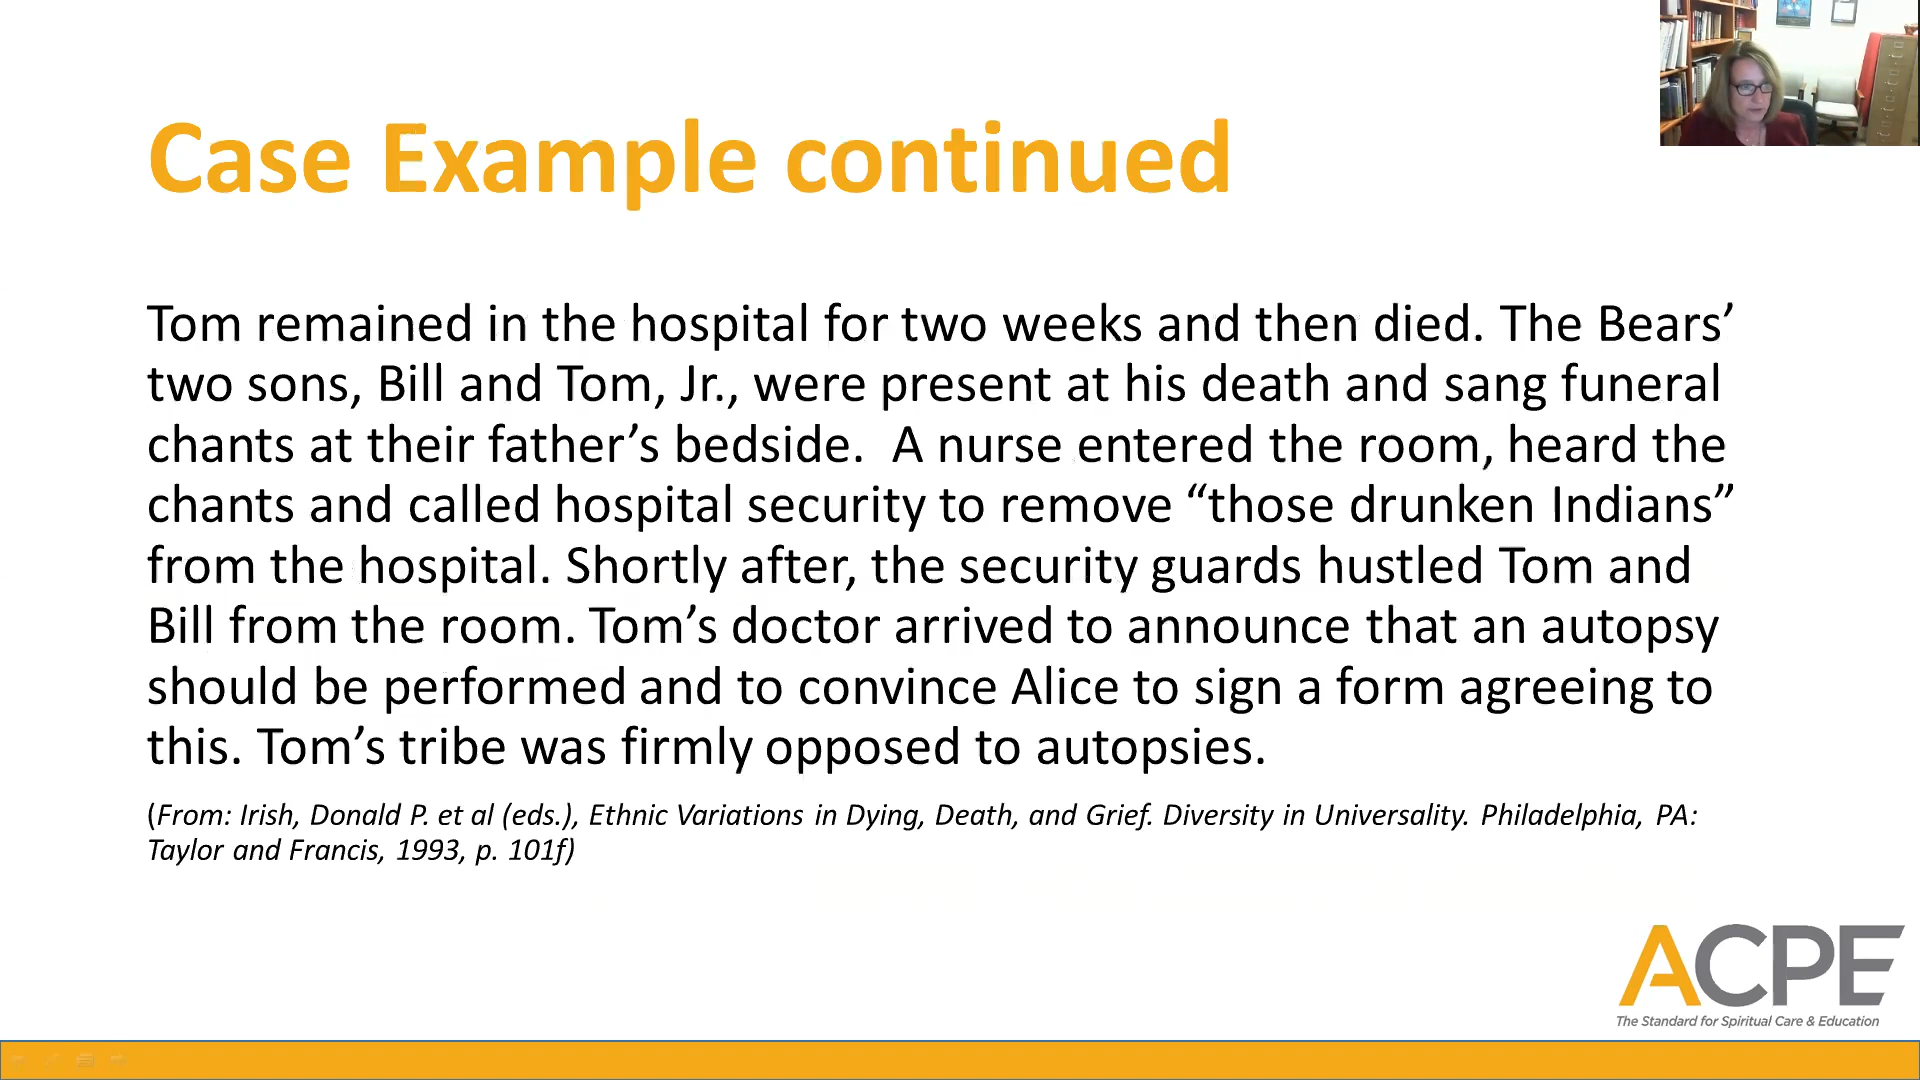 Case Example continued
Tom remained in the hospital for two weeks and then died. The Bears’
two sons, Bill and Tom, Jr., were present at his death and sang funeral
chants at their father’s bedside.  A nurse entered the room, heard the
chants and called hospital security to remove “those drunken Indians”
from the hospital. Shortly after, the security guards hustled Tom and
Bill from the room. Tom’s doctor arrived to announce that an autopsy
should be performed and to convince Alice to sign a form agreeing to
this. Tom’s tribe was firmly opposed to autopsies.
(From: Irish, Donald P. et al (eds.), Ethnic Variations in Dying, Death, and Grief. Diversity in Universality. Philadelphia, PA:
Taylor and Francis, 1993, p. 101f)
ACPE
The Standard for Spiritual Care & Education